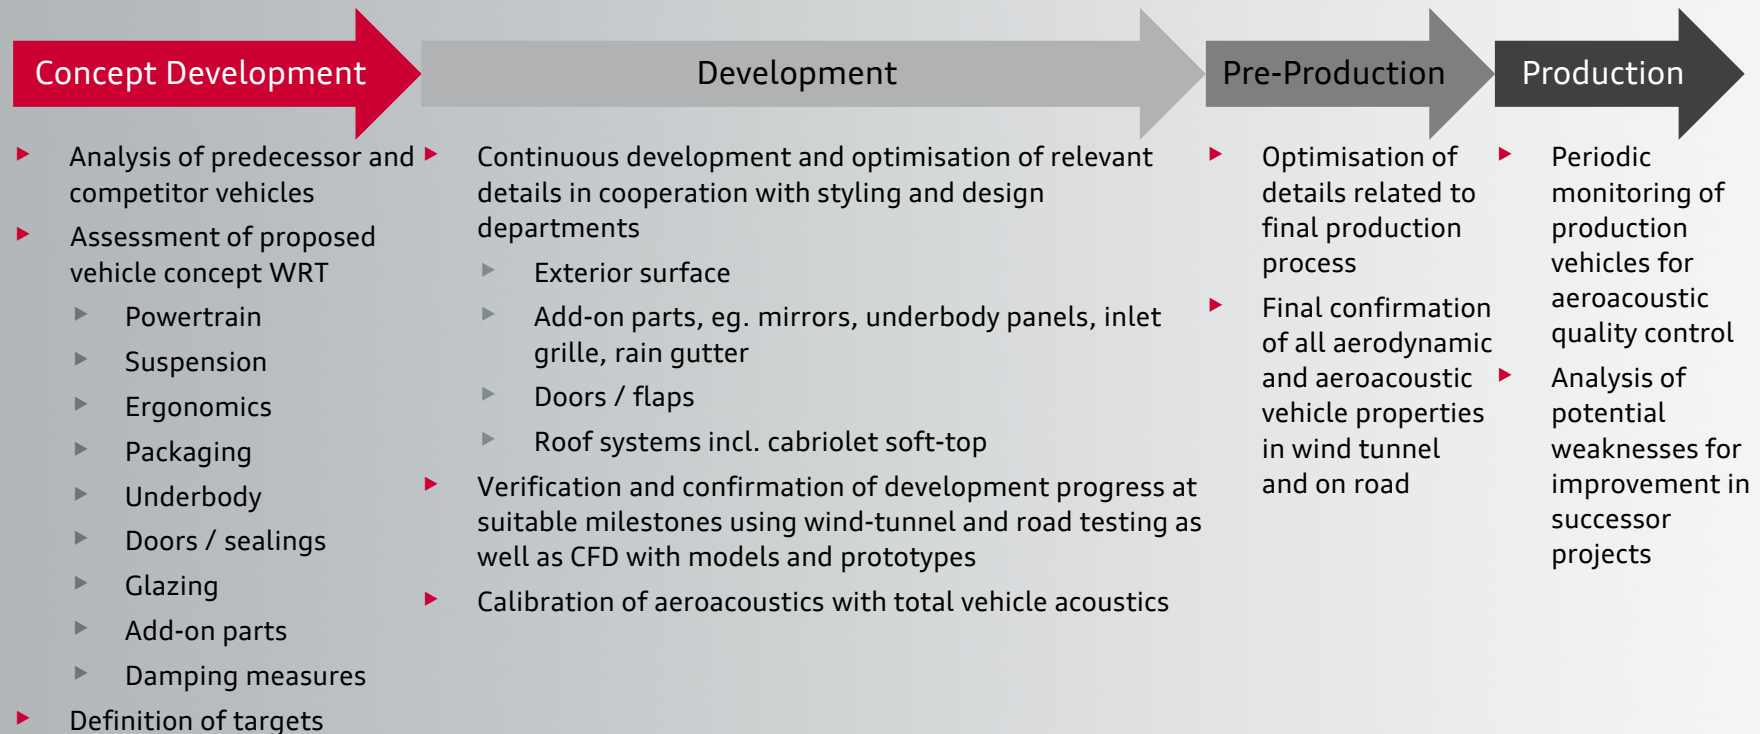 Concept Development
Analysis of predecessor and
competitor vehicles
Assessment of proposed
vehicle concept WRT
Powertrain
Suspension
Ergonomics
Packaging
Underbody
Doors / sealings
Glazing
Add-on parts
Damping measures
Definition of targets
Development
Continuous development and optimisation of relevant
details in cooperation with styling and design
departments
Exterior surface
Add-on parts, eg. mirrors, underbody panels, inlet
grille, rain gutter
Doors / flaps
Roof systems incl. cabriolet soft-top
Verification and confirmation of development progress at
suitable milestones using wind-tunnel and road testing as
well as CFD with models and prototypes
Calibration of aeroacoustics with total vehicle acoustics
Pre-Production
Optimisation of
details related to
final production
process
Final confirmation
of all aerodynamic
and aeroacoustic
vehicle properties
in wind tunnel
and on road
Production
Periodic
monitoring of
production
vehicles for
aeroacoustic
quality control
Analysis of
potential
weaknesses for
improvement in
successor
projects